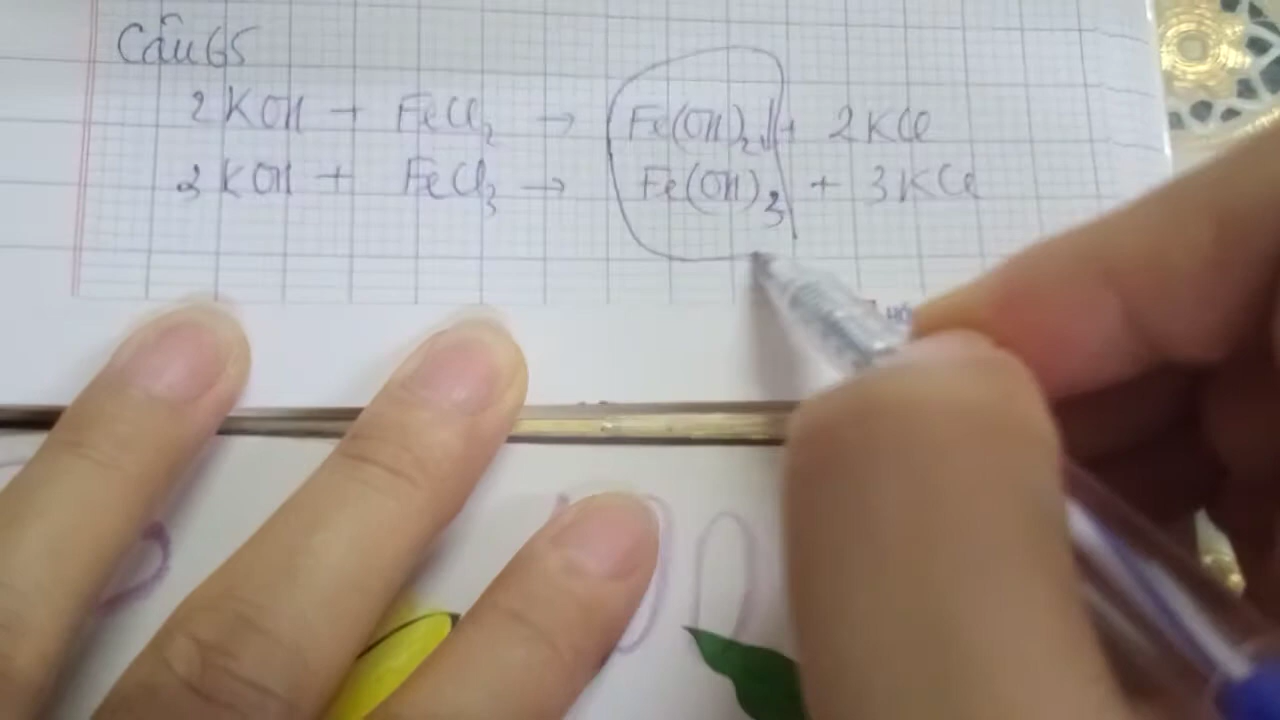 Câu 65
2KOH + FeCl₂ → Fe(OH)₂↓ + 2KCl
3KOH + FeCl₃ → Fe(OH)₃ + 3KCl